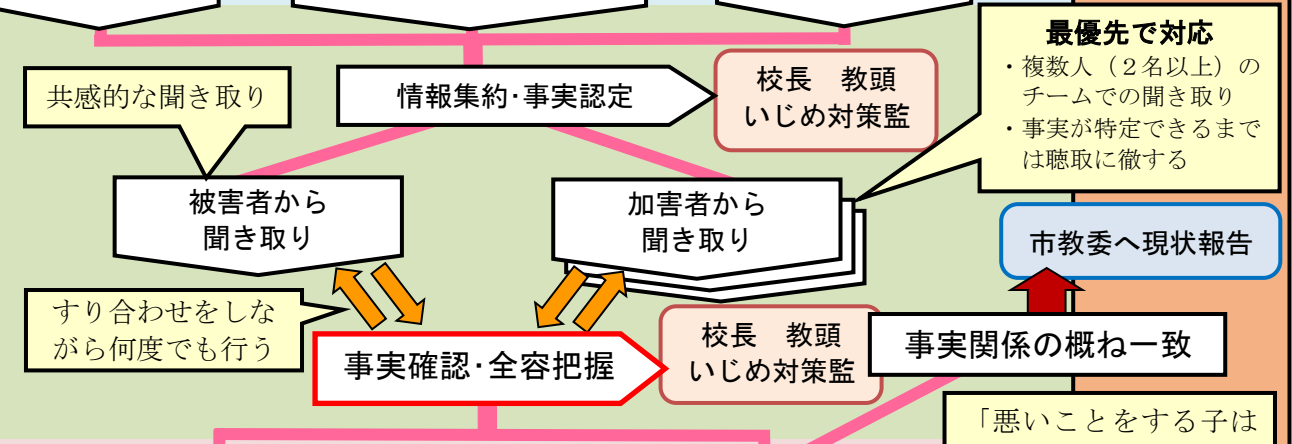 最優先で対応
・複数人（２名以上）の
チームでの聞き取り
・事実が特定できるまで
は聴取に徹する
共感的な聞き取り
情報集約･事実認定
校長　教頭
いじめ対策監
被害者から
聞き取り
加害者から
聞き取り
市教委へ現状報告
すり合わせをしな
がら何度でも行う
事実確認･全容把握
校長　教頭
いじめ対策監
事実関係の概ね一致
「悪いことをする子は